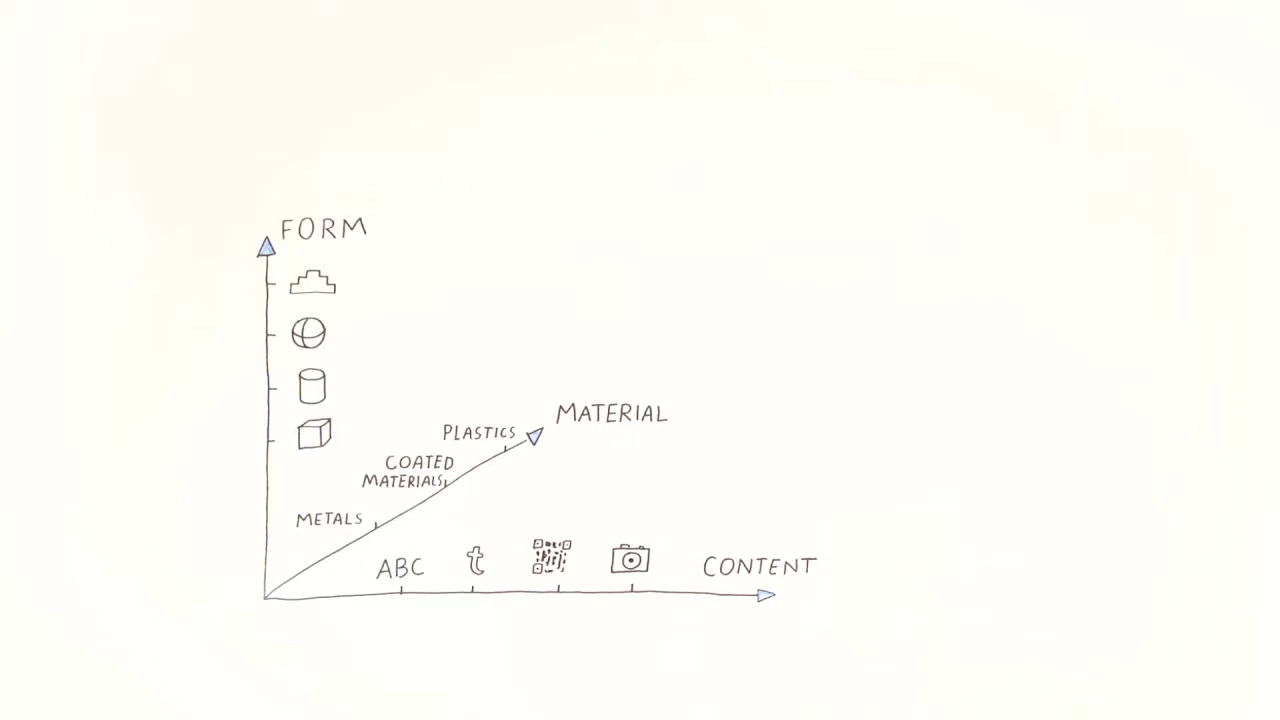 FORM
MATERIAL
PLASTICS
COATED
MATERIALS
METALS
ABC
t
CONTENT